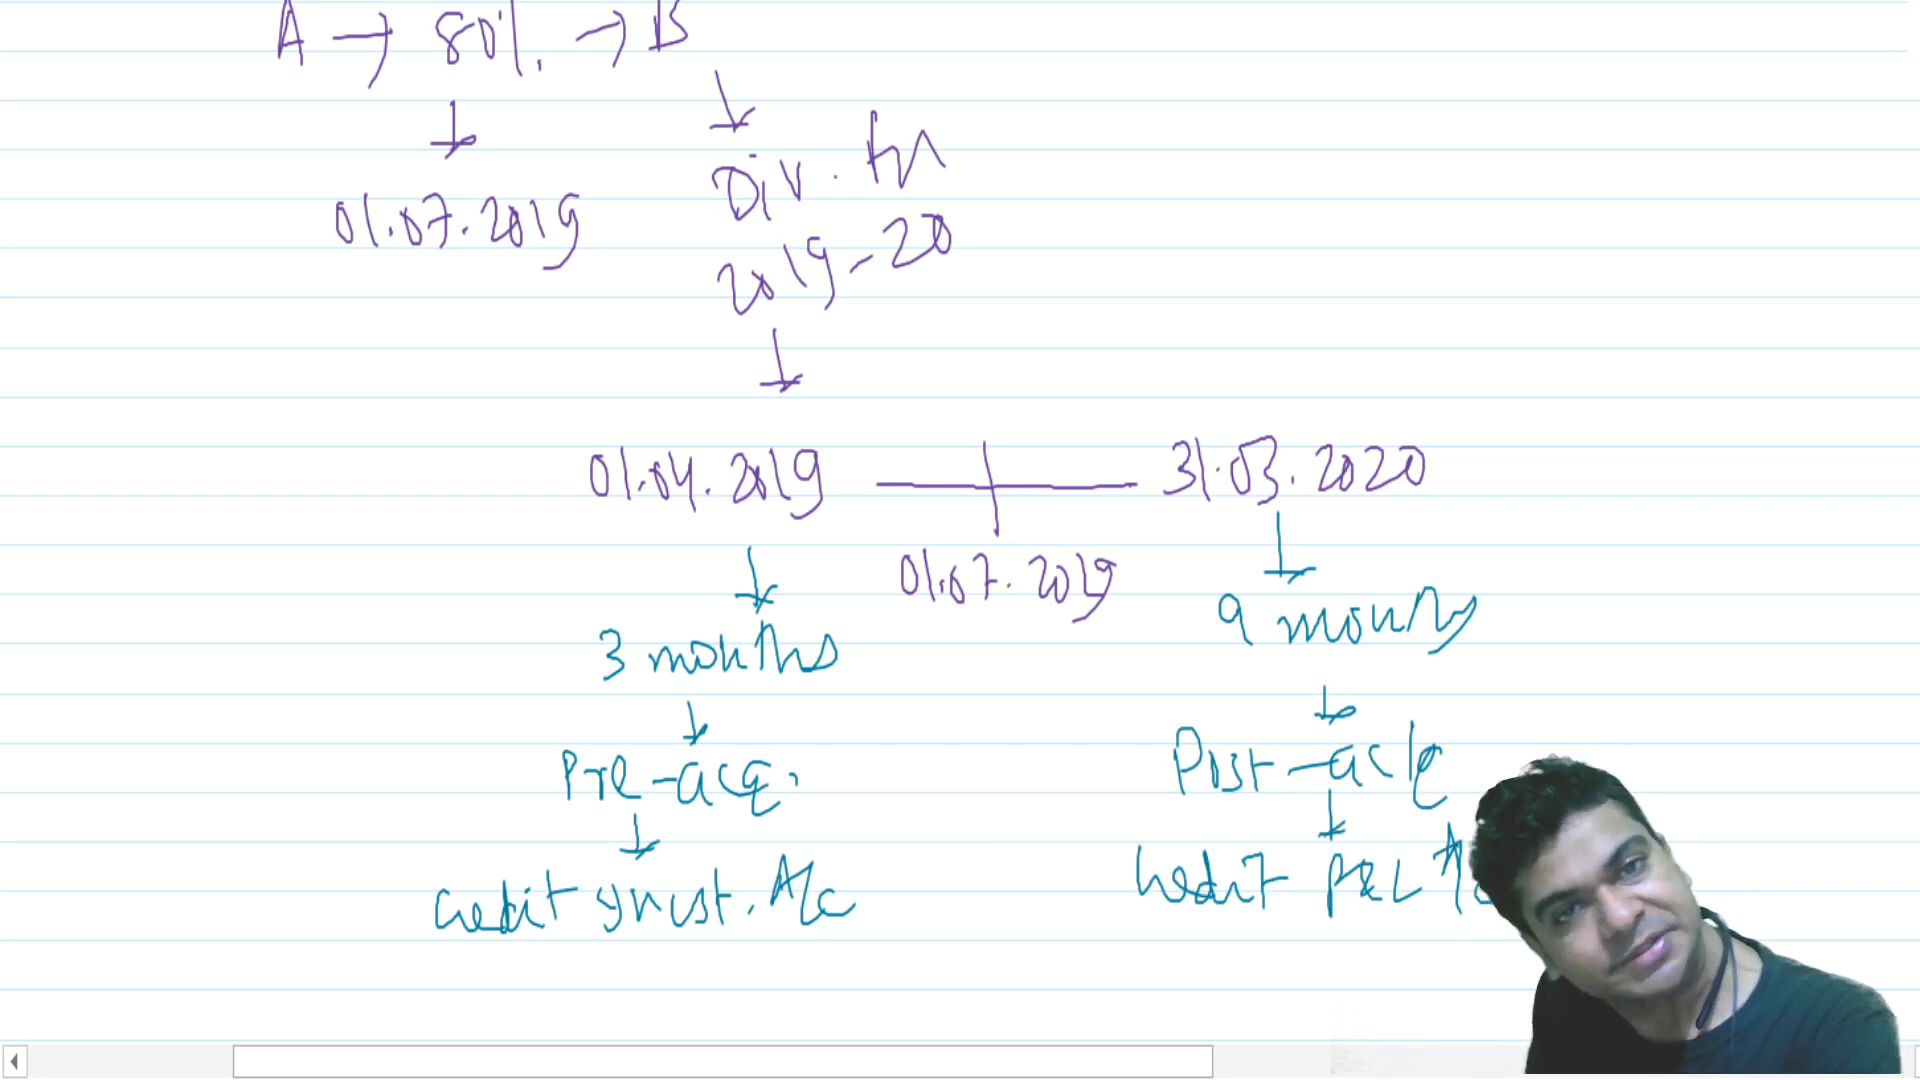 A → 80%. → B
01.07.2019
Div. for
2019-20
01.04.2019
31.03.2020
01.07.2019
3 months
9 months
Pre-acq.
Post-acq
credit Invst. A/c
credit P&L A/c